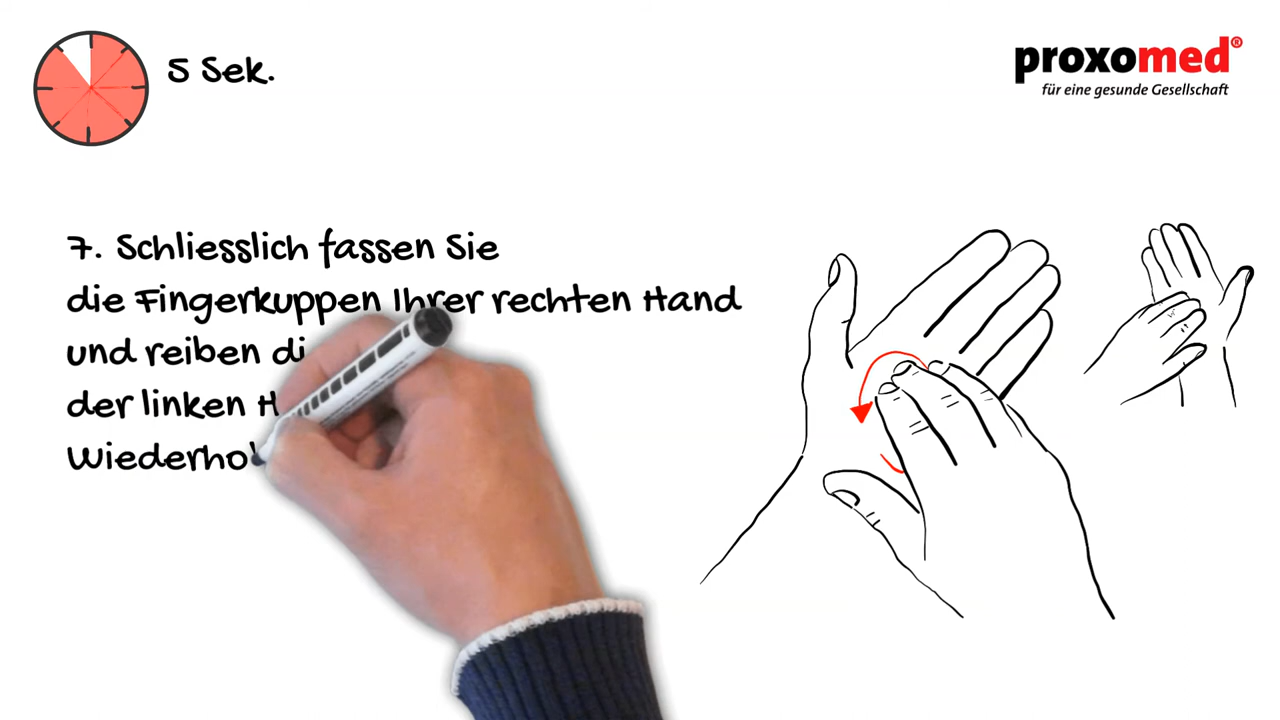 5 Sek.
proxomed®
für eine gesunde Gesellschaft
7. Schliesslich fassen Sie
die Fingerkuppen Ihrer rechten Hand
und reiben di
der linken H
Wiederho